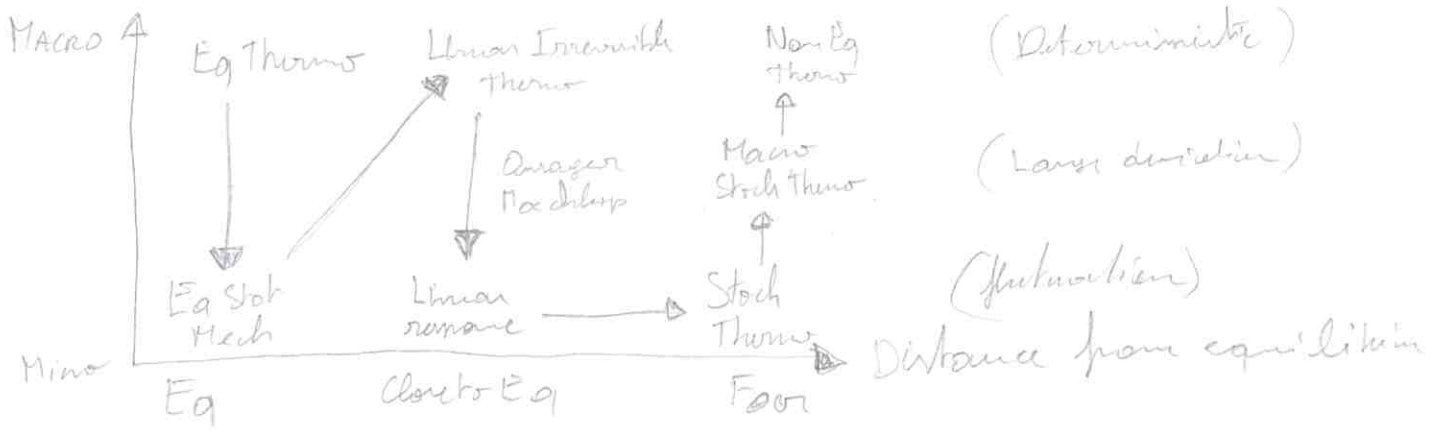 MACRO
Eq Thermo
Linear Irreversible
thermo
Non Eq
thermo
(Deterministic)
Onsager
Machlup
Macro
Stoch Thermo
(Large deviation)
Eq Stat
Mech
Linear
response
Stoch
Thermo
(fluctuation)
Micro
Distance from equilibrium
Eq
Close to Eq
Far